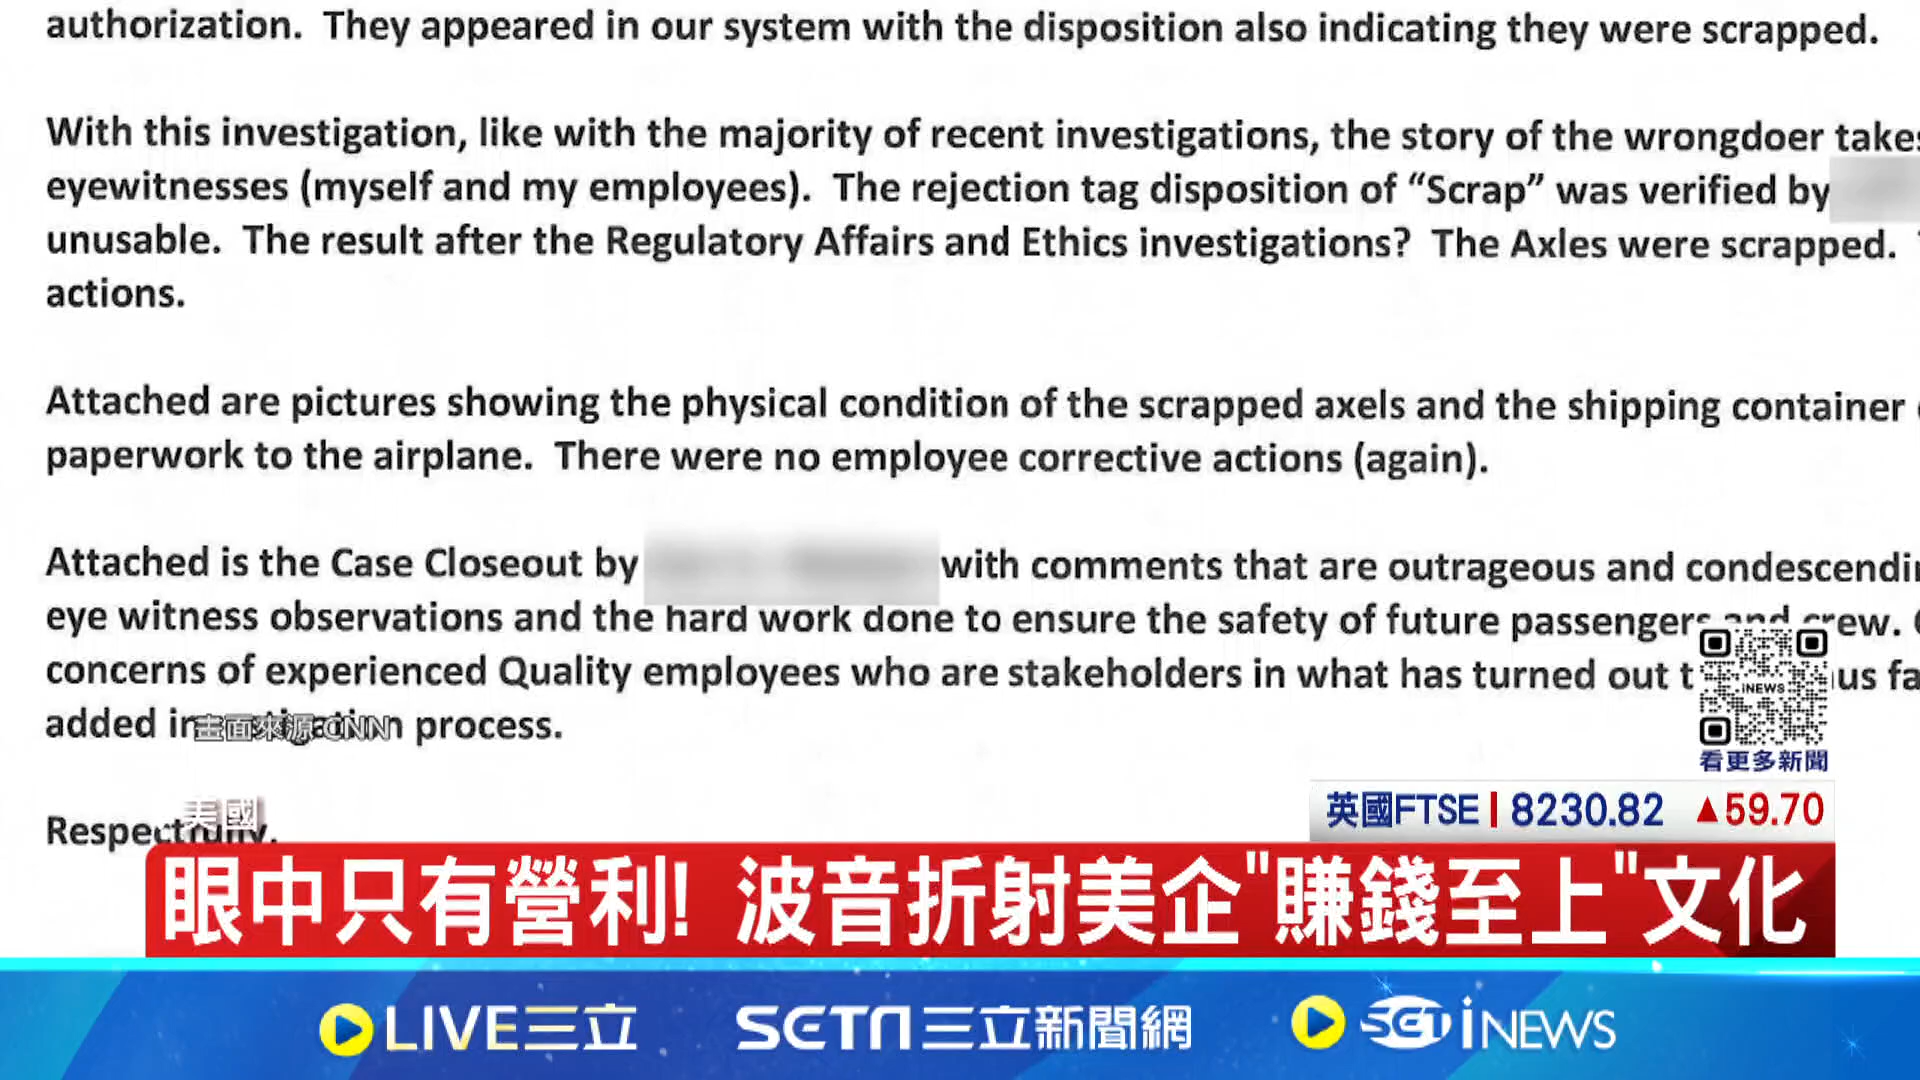 authorization. They appeared in our system with the disposition also indicating they were scrapped.
With this investigation, like with the majority of recent investigations, the story of the wrongdoer takes
eyewitnesses (myself and my employees). The rejection tag disposition of “Scrap” was verified by
unusable. The result after the Regulatory Affairs and Ethics investigations? The Axles were scrapped.
actions.
Attached are pictures showing the physical condition of the scrapped axels and the shipping container
paperwork to the airplane. There were no employee corrective actions (again).
Attached is the Case Closeout by with comments that are outrageous and
eye witness observations and the hard work done to ensure the safety of future passengers and crew.
concerns of experienced Quality employees who are stakeholders in what has turned out
added process.
畫面來源 CNN
iNEWS
看更多新聞
美國
Respectfully,
英國FTSE 8230.82 ▲59.70
眼中只有營利! 波音折射美企"賺錢至上"文化
LIVE三立 SETN三立新聞網 SET iNEWS